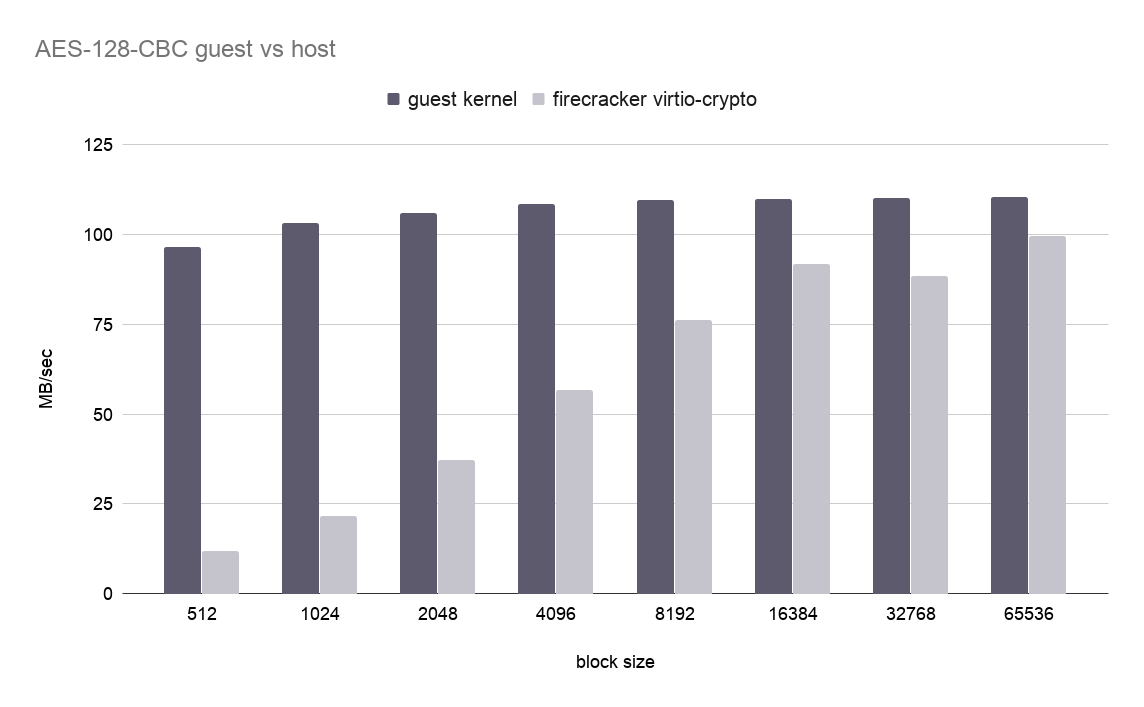 AES-128-CBC guest vs host
guest kernel firecracker virtio-crypto
125
100
75
50
25
0
MB/sec
512 1024 2048 4096 8192 16384 32768 65536
block size